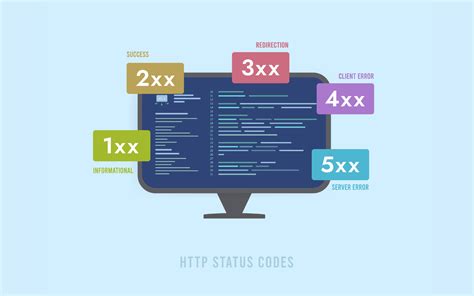 REDIRECTION
3xx
SUCCESS
2xx
CLIENT ERROR
4xx
1xx
INFORMATIONAL
5xx
SERVER ERROR
HTTP STATUS CODES